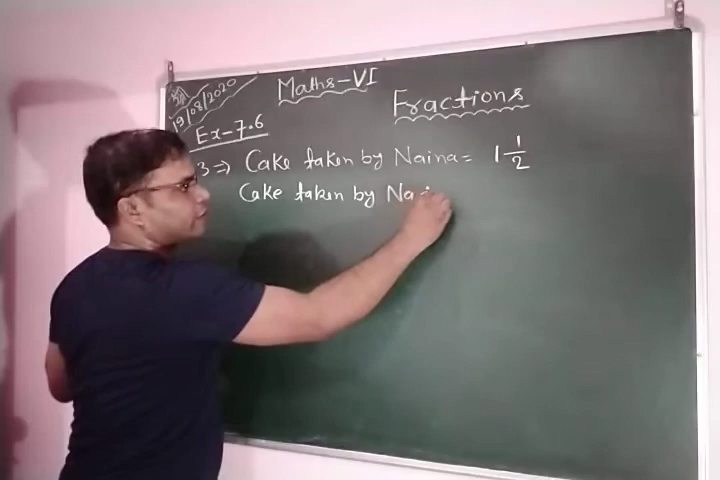 19/08/2020
Maths-VI
Fractions
Ex-7.6
3⇒ Cake taken by Naina = 1 1/2
Cake taken by Na